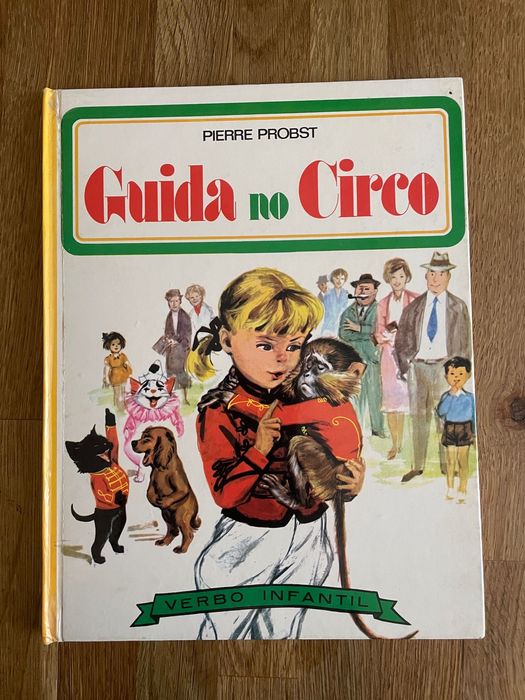 PIERRE PROBST
Guida no Circo
VERBO INFANTIL